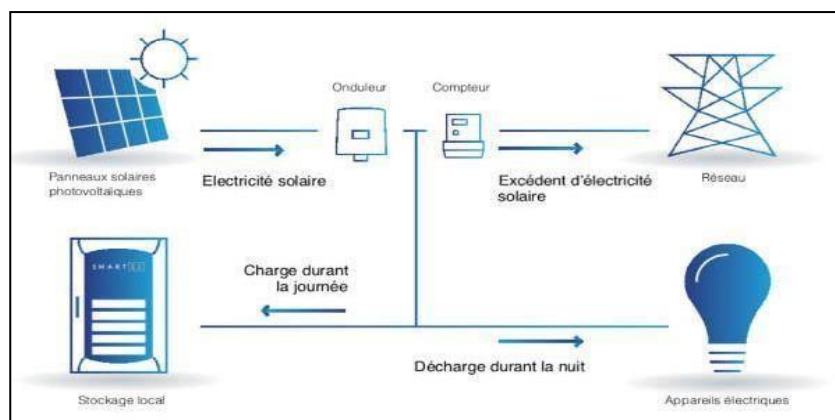 Onduleur
Compteur
Panneaux solaires
photovoltaïques
Electricité solaire
Excédent d'électricité
solaire
Réseau
SMART
Charge durant
la journée
Décharge durant la nuit
Stockage local
Appareils électriques